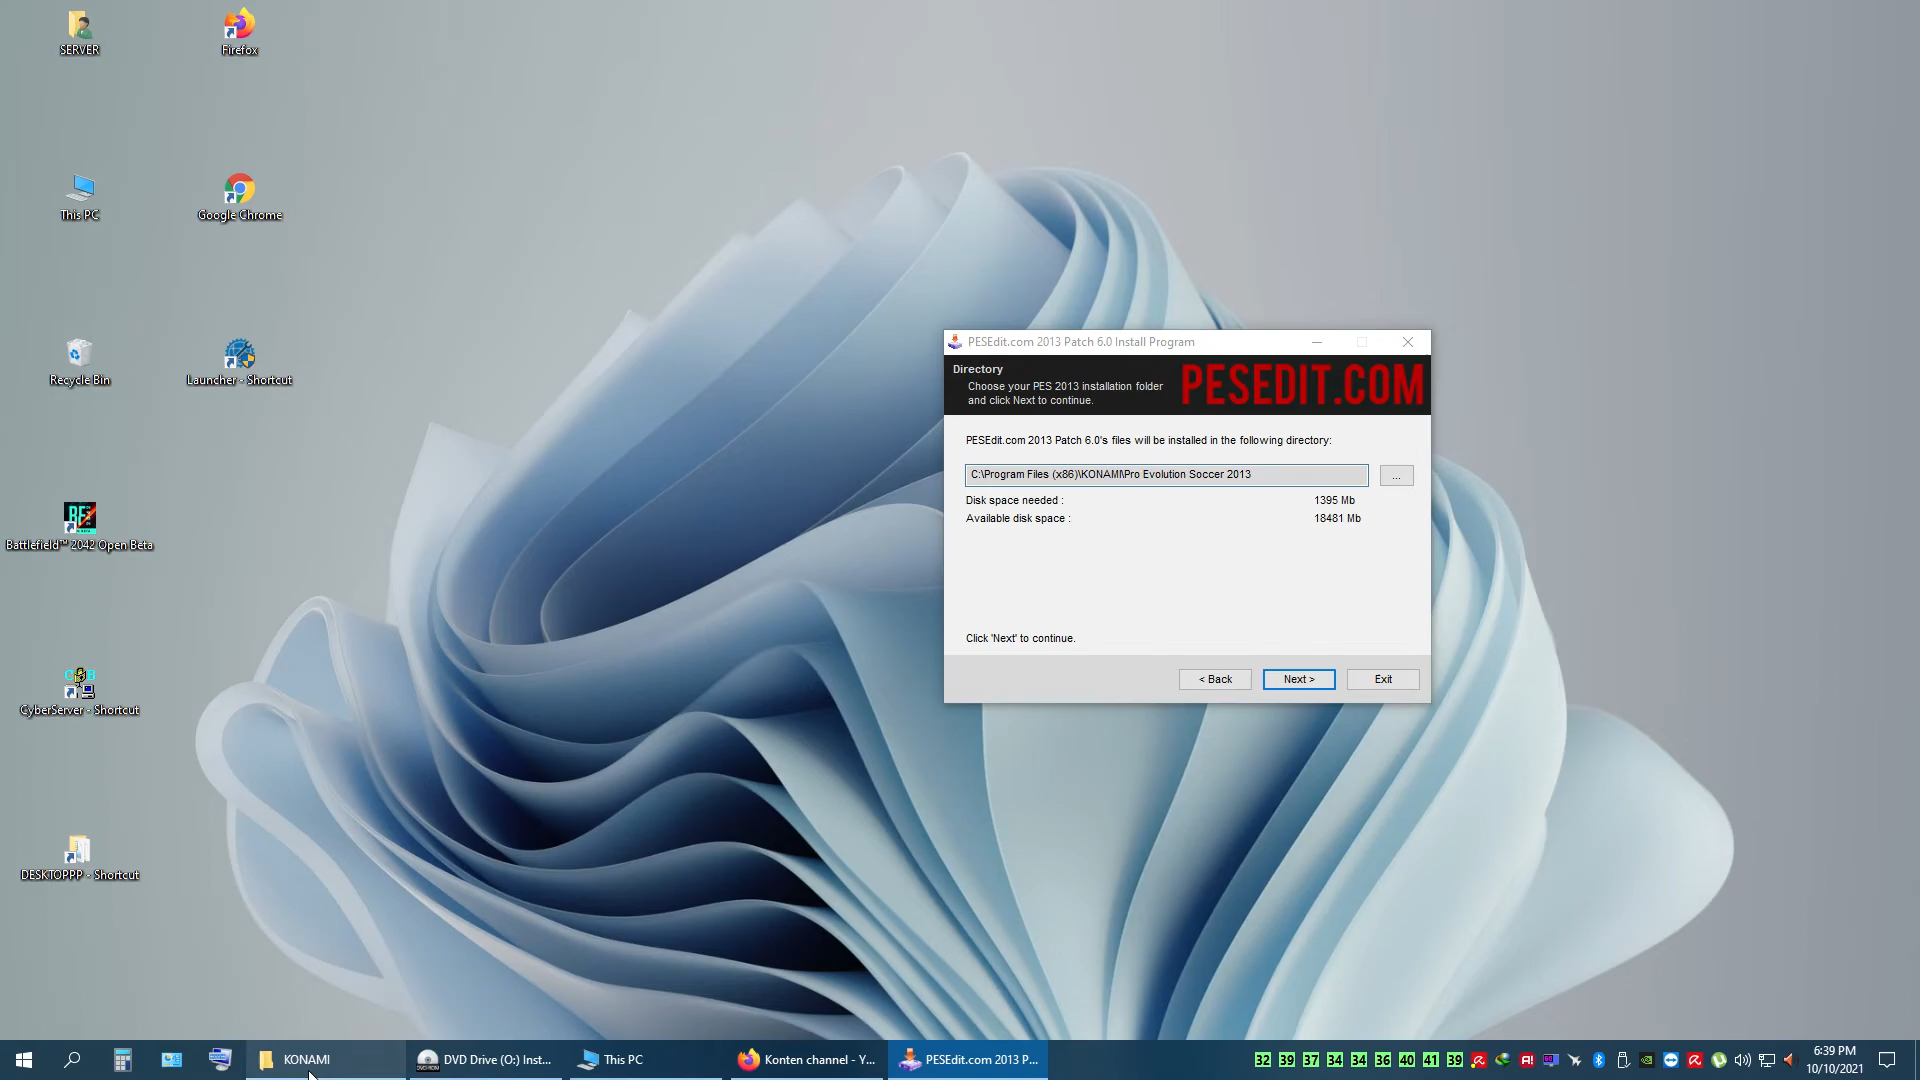 SERVER
Firefox
This PC
Google Chrome
Recycle Bin
Launcher - Shortcut
Battlefield™ 2042 Open Beta
CyberServer - Shortcut
DESKTOPPP - Shortcut
PESEdit.com 2013 Patch 6.0 Install Program
Directory
Choose your PES 2013 installation folder
and click Next to continue.
PESEDIT.COM
PESEdit.com 2013 Patch 6.0's files will be installed in the following directory:
C:\Program Files (x86)\KONAMI\Pro Evolution Soccer 2013
...
Disk space needed : 1395 Mb
Available disk space : 18481 Mb
Click 'Next' to continue.
< Back
Next >
Exit
KONAMI
DVD Drive (O:) Inst...
This PC
Konten channel - Y...
PESEdit.com 2013 P...
32 39 37 34 34 36 40 41 39
6:39 PM
10/10/2021